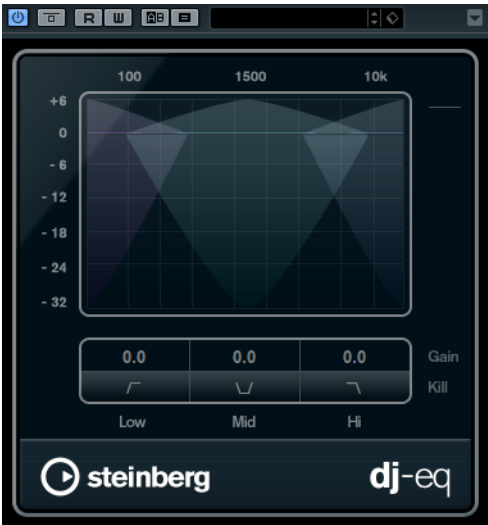 R W AB
100 1500 10k
+6
0
- 6
- 12
- 18
- 24
- 32
0.0 0.0 0.0 Gain
Kill
Low Mid Hi
steinberg dj-eq